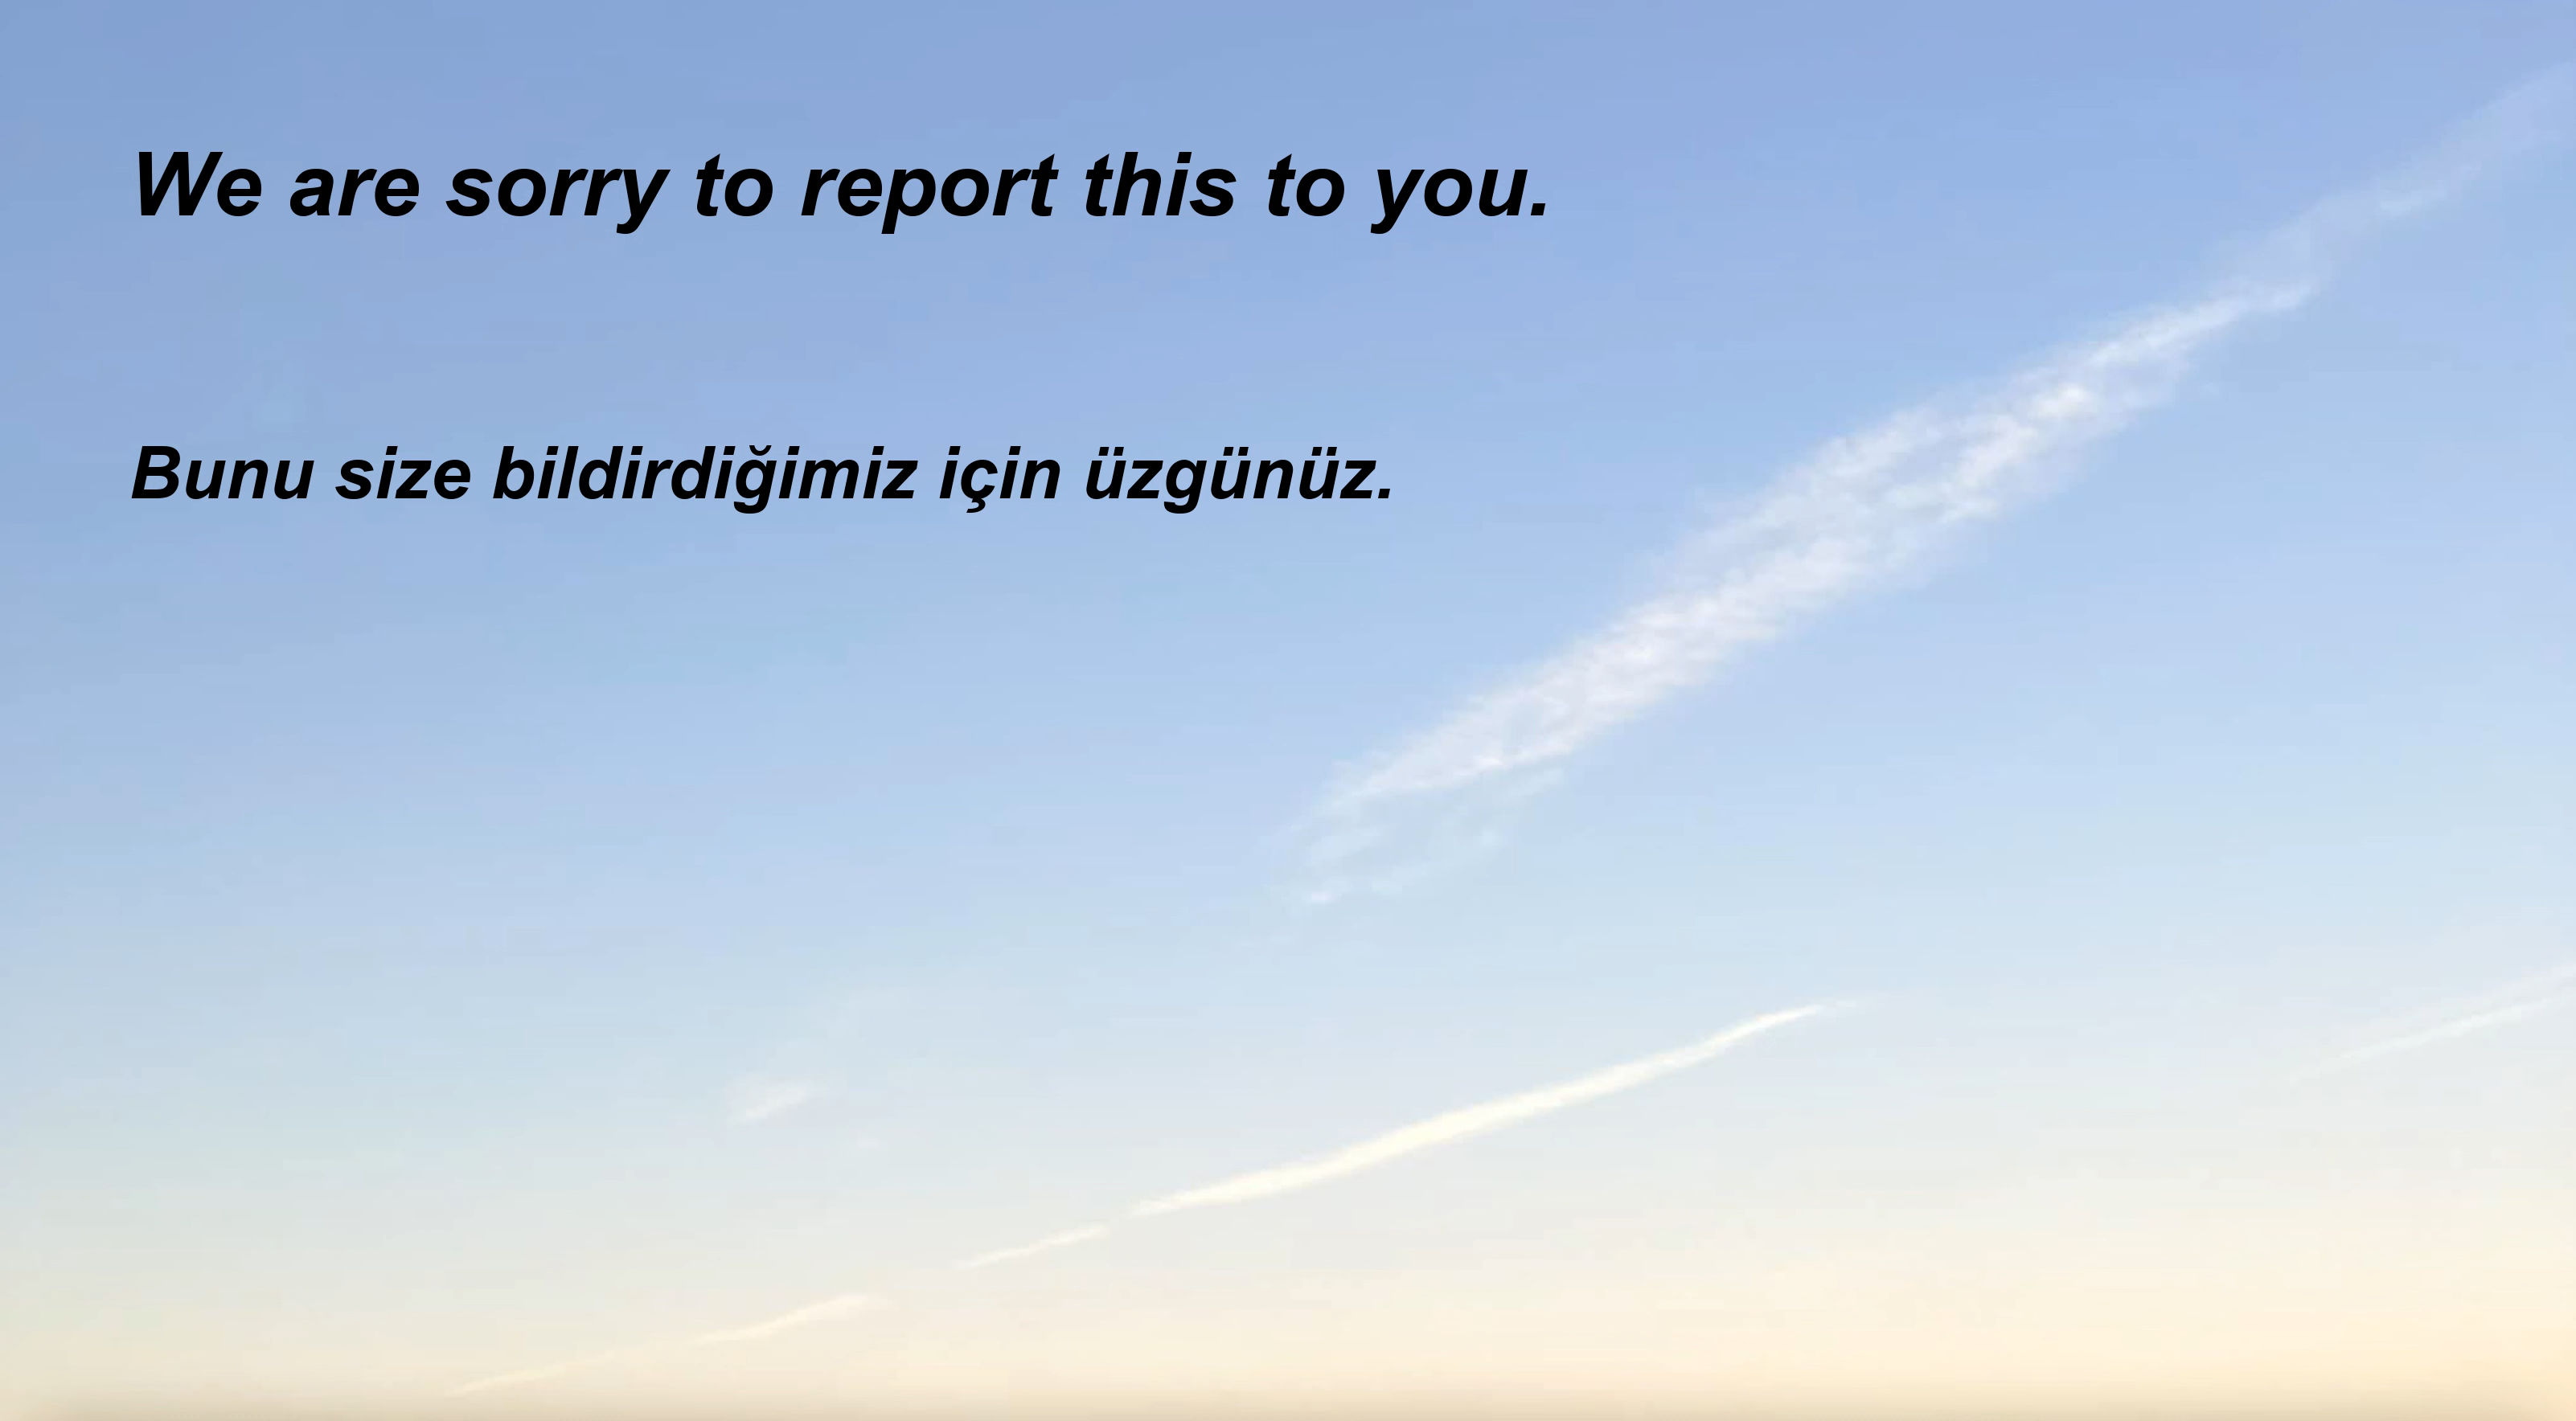 We are sorry to report this to you.
Bunu size bildirdiğimiz için üzgünüz.